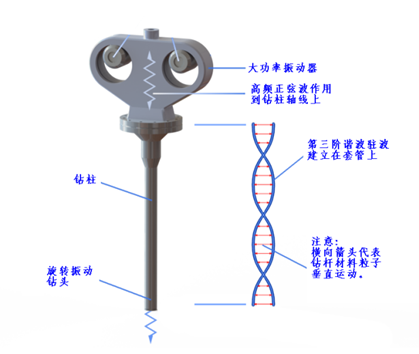 大功率振动器
高频正弦波作用
到钻柱轴线上
第三阶谐波驻波
建立在套管上
钻柱
注意:
横向箭头代表
钻杆材料粒子
垂直运动。
旋转振动
钻头